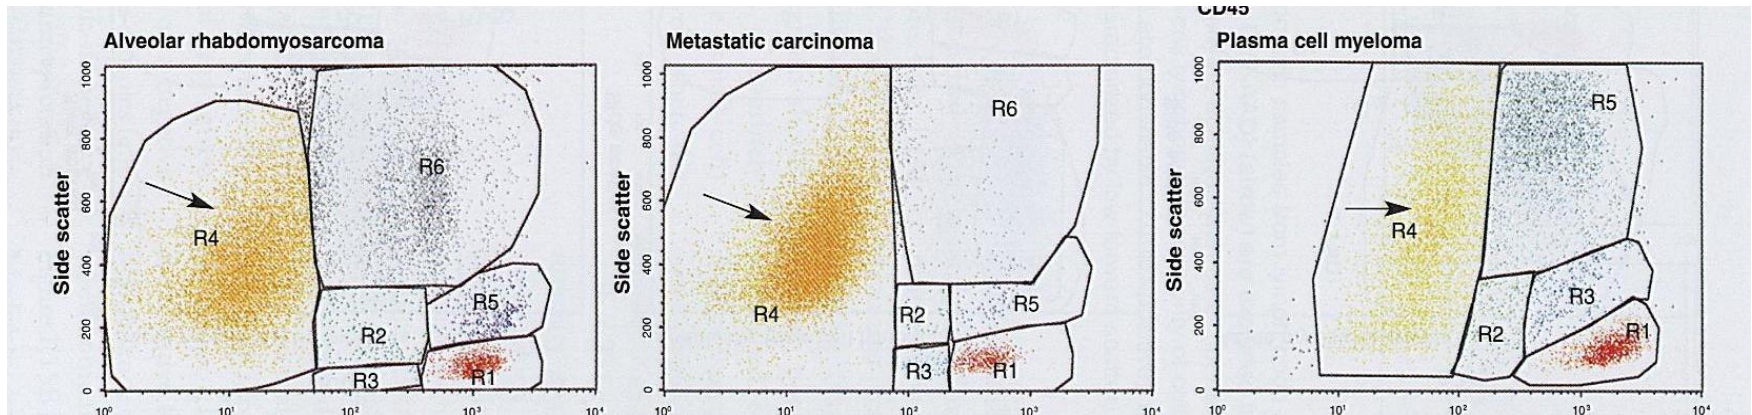 CD45
Alveolar rhabdomyosarcoma
Side scatter
1000
800
600
400
200
0
10⁰
10¹
10²
10³
10⁴
R4
R6
R2
R5
R3
R1
Metastatic carcinoma
Side scatter
1000
800
600
400
200
0
10⁰
10¹
10²
10³
10⁴
R6
R4
R2
R5
R3
R1
Plasma cell myeloma
Side scatter
1000
800
600
400
200
0
10⁰
10¹
10²
10³
10⁴
R5
R4
R3
R2
R1